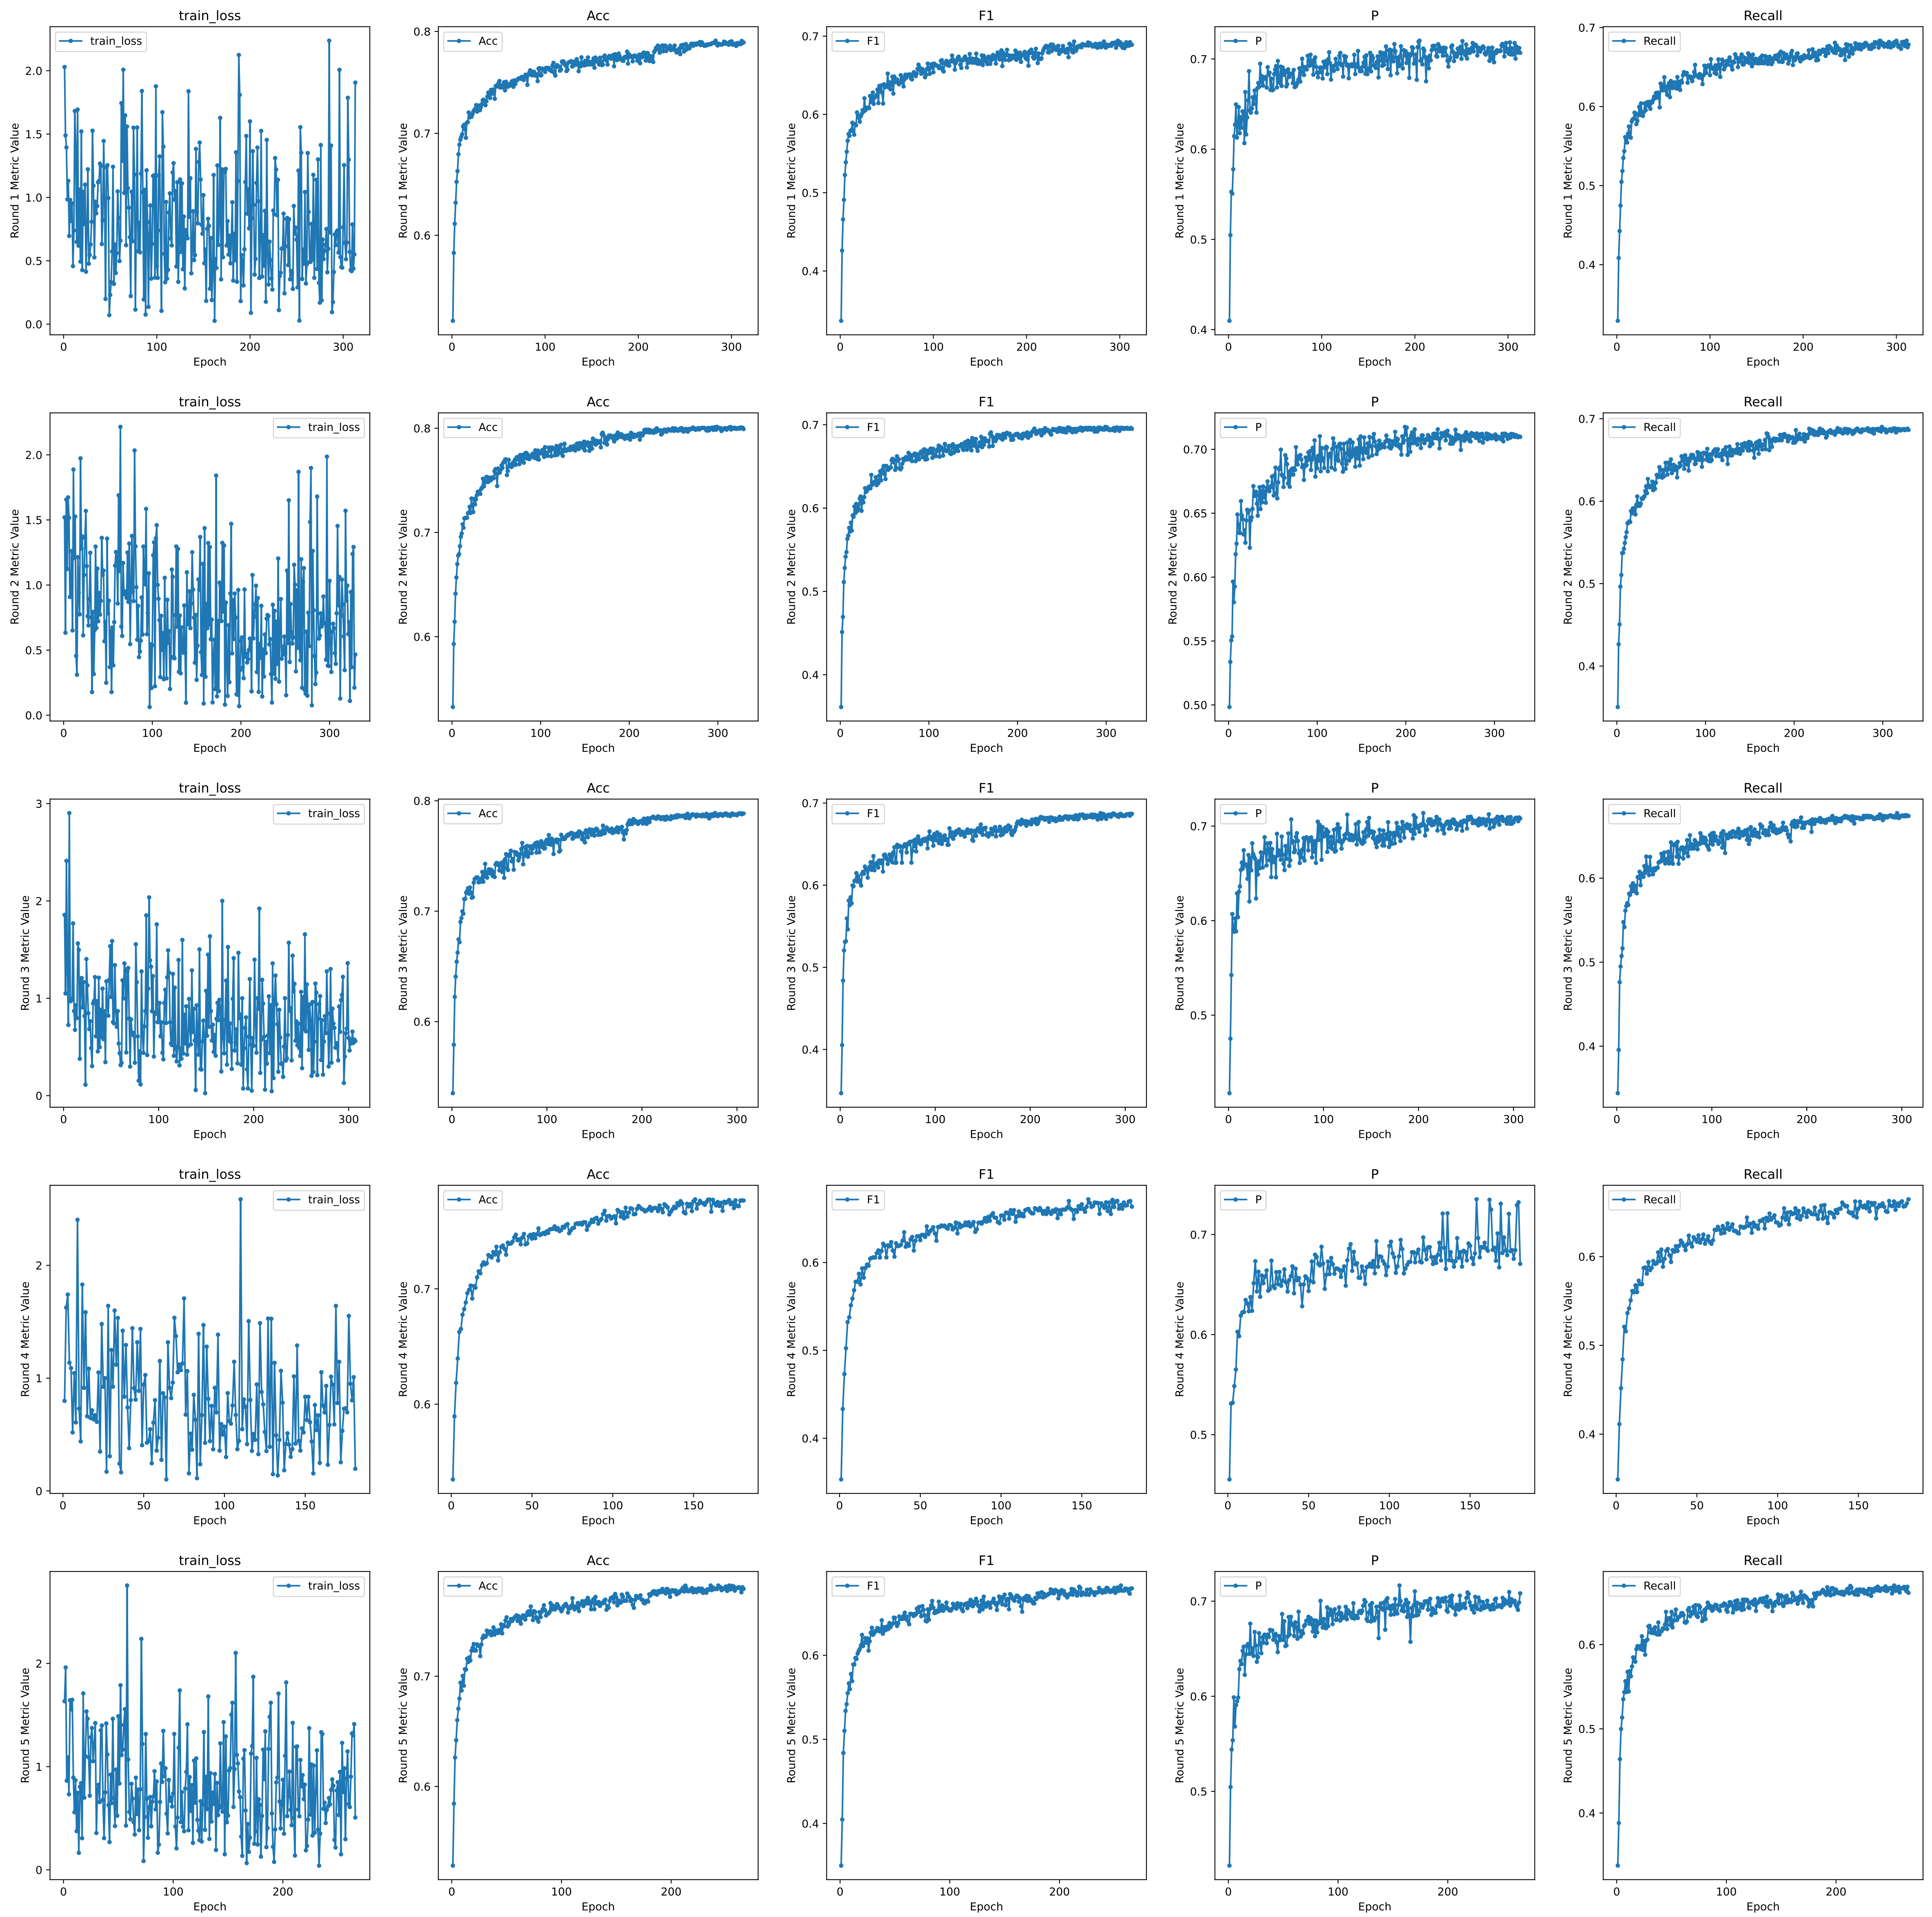 train_loss Acc F1 P Recall
train_loss Acc F1 P Recall
Round 1 Metric Value Round 1 Metric Value Round 1 Metric Value Round 1 Metric Value Round 1 Metric Value
2.0 0.8 0.7 0.7 0.7
1.5 0.7 0.6 0.6 0.6
1.0 0.6 0.5 0.5 0.5
0.5 0.4 0.4 0.4
0.0
0 100 200 300 0 100 200 300 0 100 200 300 0 100 200 300 0 100 200 300
Epoch Epoch Epoch Epoch Epoch
train_loss Acc F1 P Recall
train_loss Acc F1 P Recall
Round 2 Metric Value Round 2 Metric Value Round 2 Metric Value Round 2 Metric Value Round 2 Metric Value
2.0 0.8 0.7 0.70 0.7
1.5 0.7 0.6 0.65 0.6
1.0 0.6 0.5 0.60 0.5
0.5 0.4 0.55 0.4
0.0 0.50
0 100 200 300 0 100 200 300 0 100 200 300 0 100 200 300 0 100 200 300
Epoch Epoch Epoch Epoch Epoch
train_loss Acc F1 P Recall
train_loss Acc F1 P Recall
Round 3 Metric Value Round 3 Metric Value Round 3 Metric Value Round 3 Metric Value Round 3 Metric Value
3 0.8 0.7 0.7 0.6
2 0.7 0.6 0.6 0.5
1 0.6 0.5 0.5 0.4
0 0.4
0 100 200 300 0 100 200 300 0 100 200 300 0 100 200 300 0 100 200 300
Epoch Epoch Epoch Epoch Epoch
train_loss Acc F1 P Recall
train_loss Acc F1 P Recall
Round 4 Metric Value Round 4 Metric Value Round 4 Metric Value Round 4 Metric Value Round 4 Metric Value
2 0.7 0.6 0.7 0.6
1 0.6 0.5 0.6 0.5
0 0.4 0.5 0.4
0 50 100 150 0 50 100 150 0 50 100 150 0 50 100 150 0 50 100 150
Epoch Epoch Epoch Epoch Epoch
train_loss Acc F1 P Recall
train_loss Acc F1 P Recall
Round 5 Metric Value Round 5 Metric Value Round 5 Metric Value Round 5 Metric Value Round 5 Metric Value
2 0.7 0.6 0.7 0.6
1 0.6 0.5 0.6 0.5
0 0.4 0.5 0.4
0 100 200 0 100 200 0 100 200 0 100 200 0 100 200
Epoch Epoch Epoch Epoch Epoch